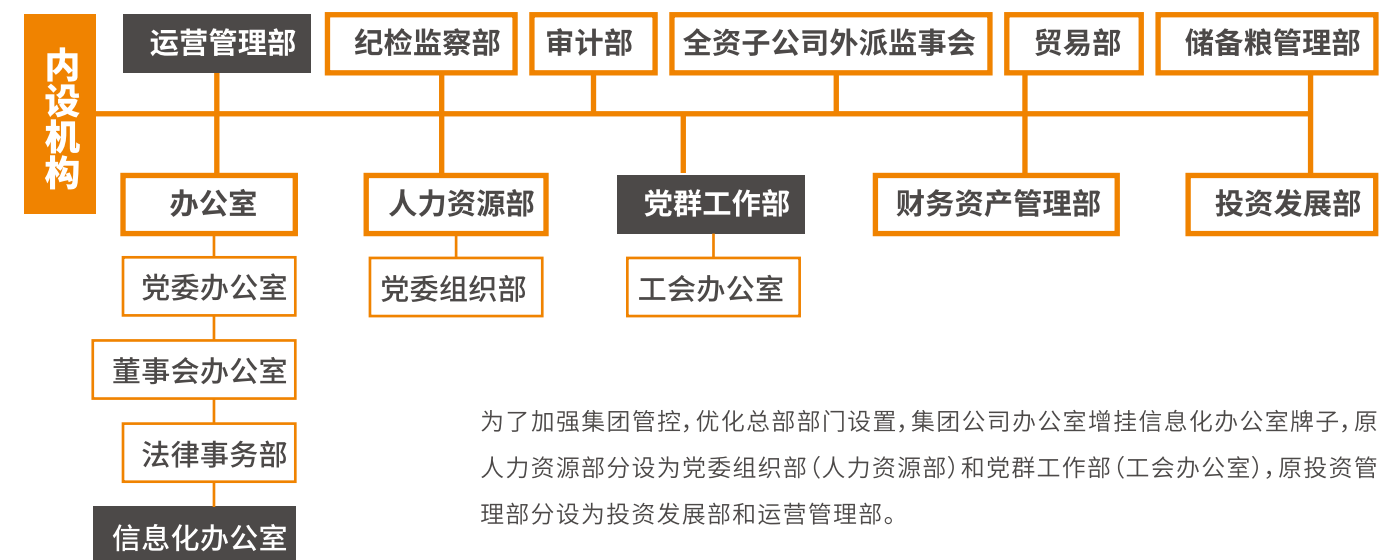 内设机构
运营管理部
纪检监察部
审计部
全资子公司外派监事会
贸易部
储备粮管理部
办公室
人力资源部
党群工作部
财务资产管理部
投资发展部
党委办公室
党委组织部
工会办公室
董事会办公室
法律事务部
信息化办公室
为了加强集团管控，优化总部部门设置，集团公司办公室增挂信息化办公室牌子，原
人力资源部分设为党委组织部（人力资源部）和党群工作部（工会办公室），原投资管
理部分设为投资发展部和运营管理部。